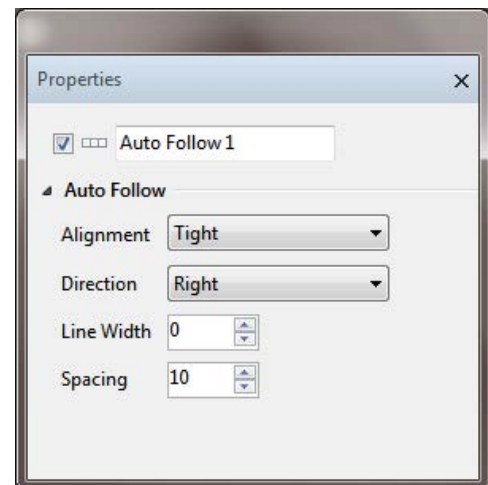 Properties
Auto Follow 1
Auto Follow
Alignment Tight
Direction Right
Line Width 0
Spacing 10